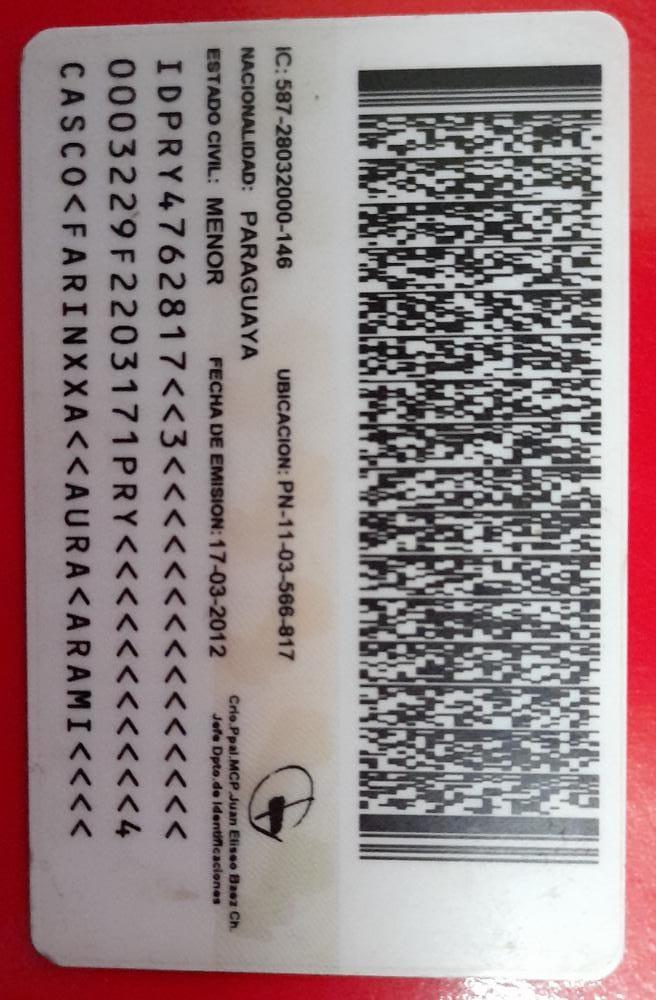 IC: 587-28032000-146 UBICACION: PN-11-03-566-817
NACIONALIDAD: PARAGUAYA
ESTADO CIVIL: MENOR FECHA DE EMISION: 17-03-2012
Crio.Ppal.MCP.Juan Eliseo Baez Ch.
Jefe Dpto.de Identificaciones
IDPRY4762817<<3<<<<<<<<<<<<<<<
0003229F2203171PRY<<<<<<<<<<<4
CASCO<FARINXXA<<AURA<ARAMI<<<<